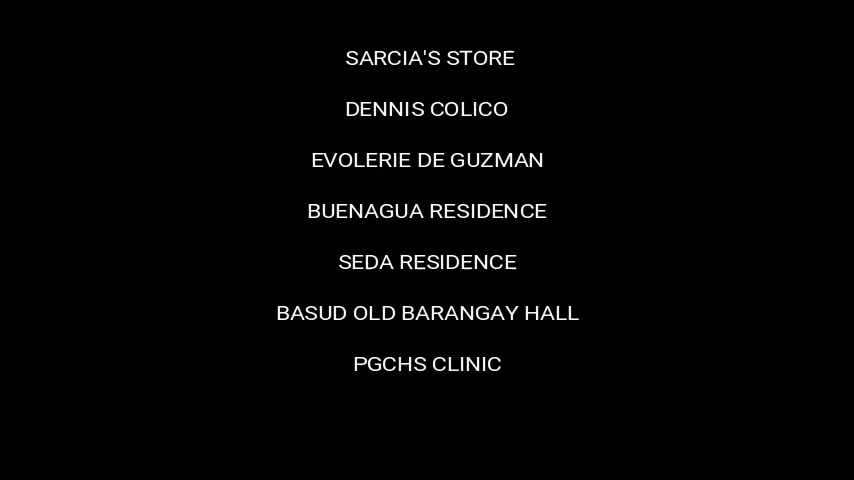 SARCIA'S STORE
DENNIS COLICO
EVOLERIE DE GUZMAN
BUENAGUA RESIDENCE
SEDA RESIDENCE
BASUD OLD BARANGAY HALL
PGCHS CLINIC